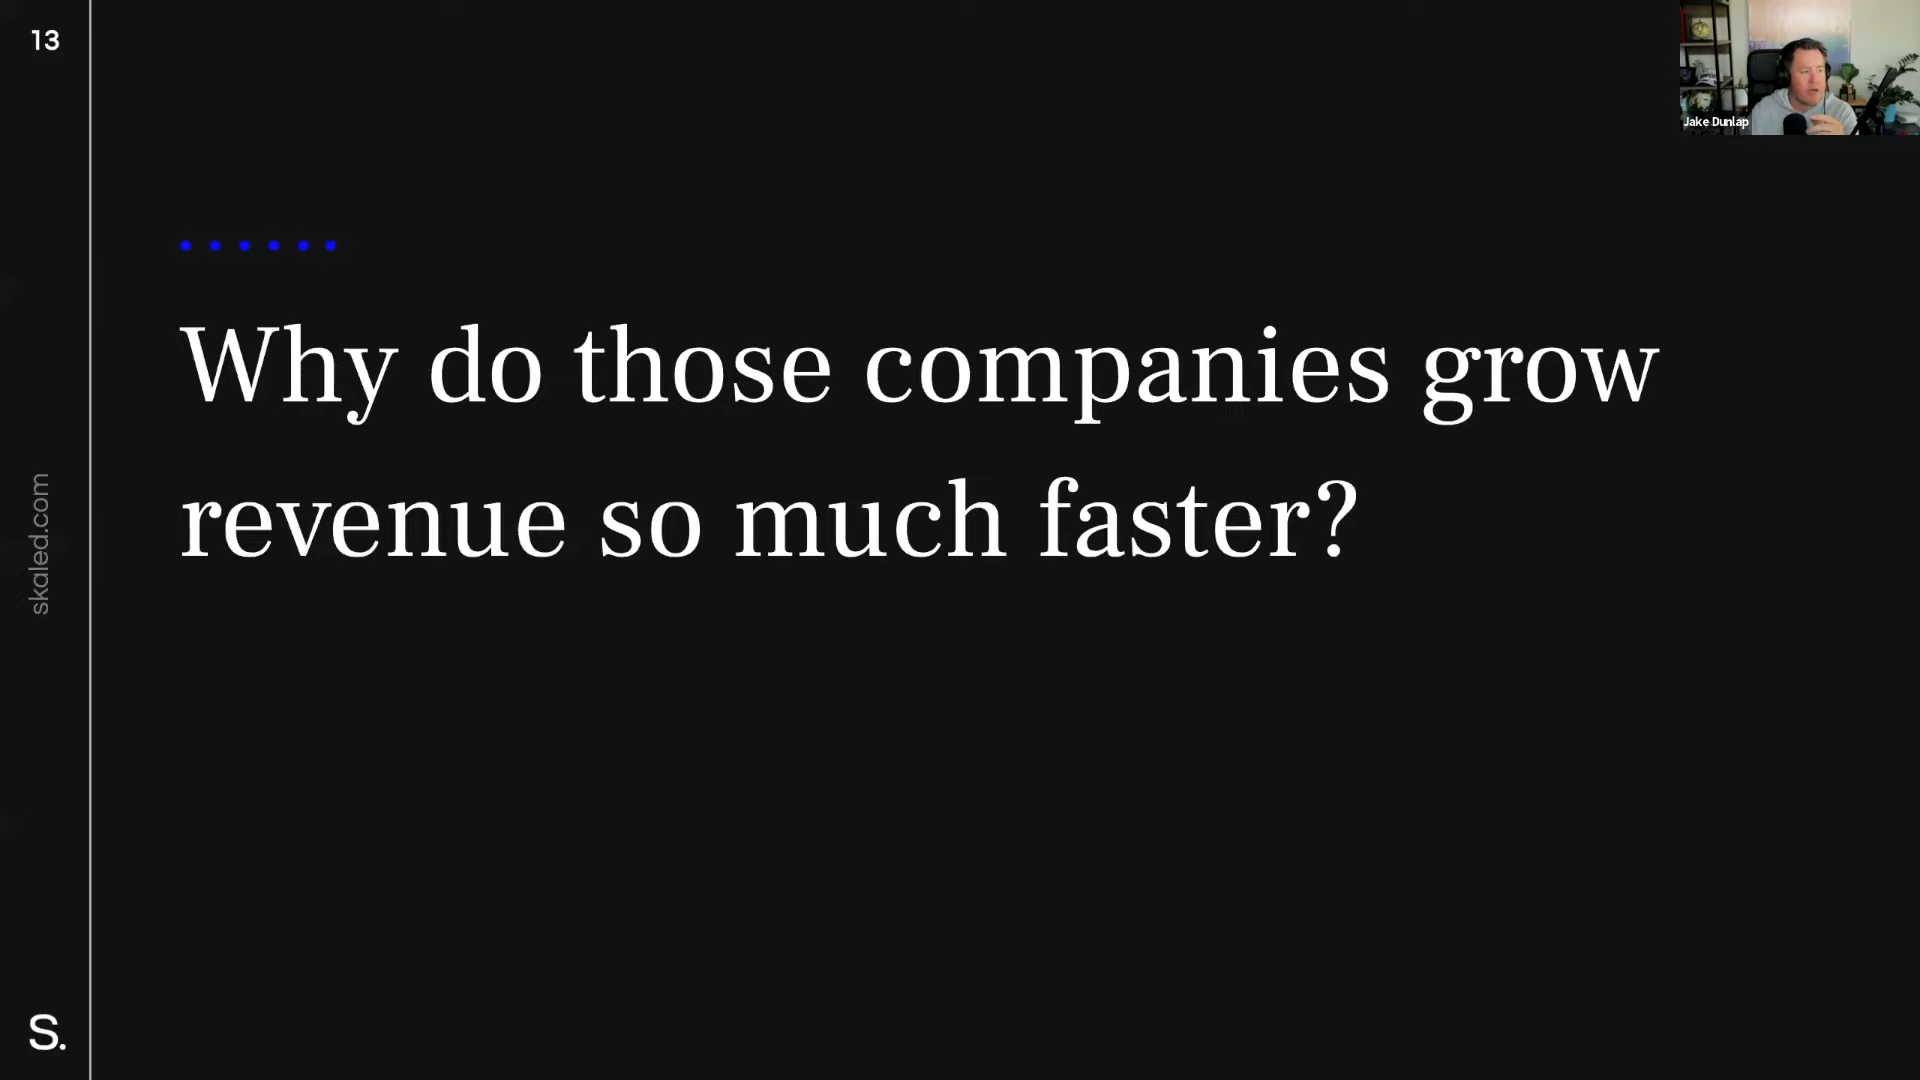 13
Jake Dunlap
Why do those companies grow
revenue so much faster?
skaled.com
S.